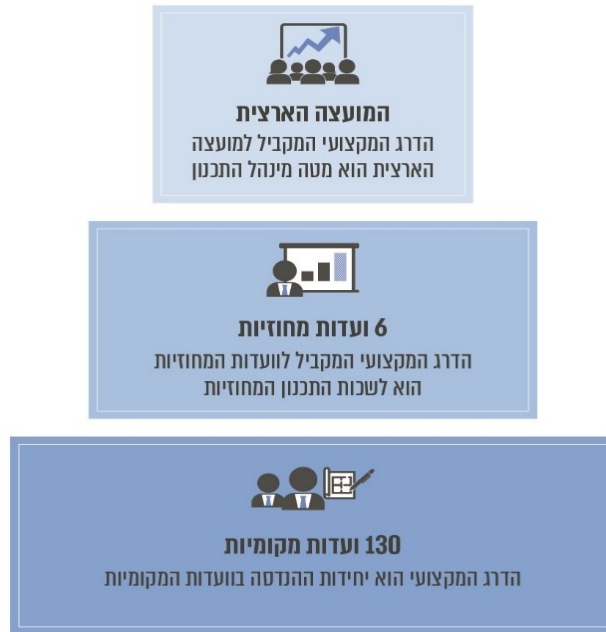 המועצה הארצית
הדרג המקצועי המקביל למועצה
הארצית הוא מטה מינהל התכנון
6 ועדות מחוזיות
הדרג המקצועי המקביל לוועדות המחוזיות
הוא לשכות התכנון המחוזיות
130 ועדות מקומיות
הדרג המקצועי הוא יחידות ההנדסה בוועדות המקומיות